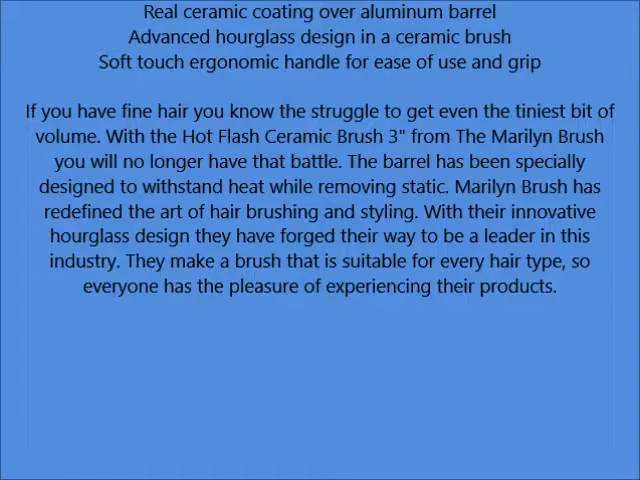 Real ceramic coating over aluminum barrel
Advanced hourglass design in a ceramic brush
Soft touch ergonomic handle for ease of use and grip
If you have fine hair you know the struggle to get even the tiniest bit of
volume. With the Hot Flash Ceramic Brush 3" from The Marilyn Brush
you will no longer have that battle. The barrel has been specially
designed to withstand heat while removing static. Marilyn Brush has
redefined the art of hair brushing and styling. With their innovative
hourglass design they have forged their way to be a leader in this
industry. They make a brush that is suitable for every hair type, so
everyone has the pleasure of experiencing their products.